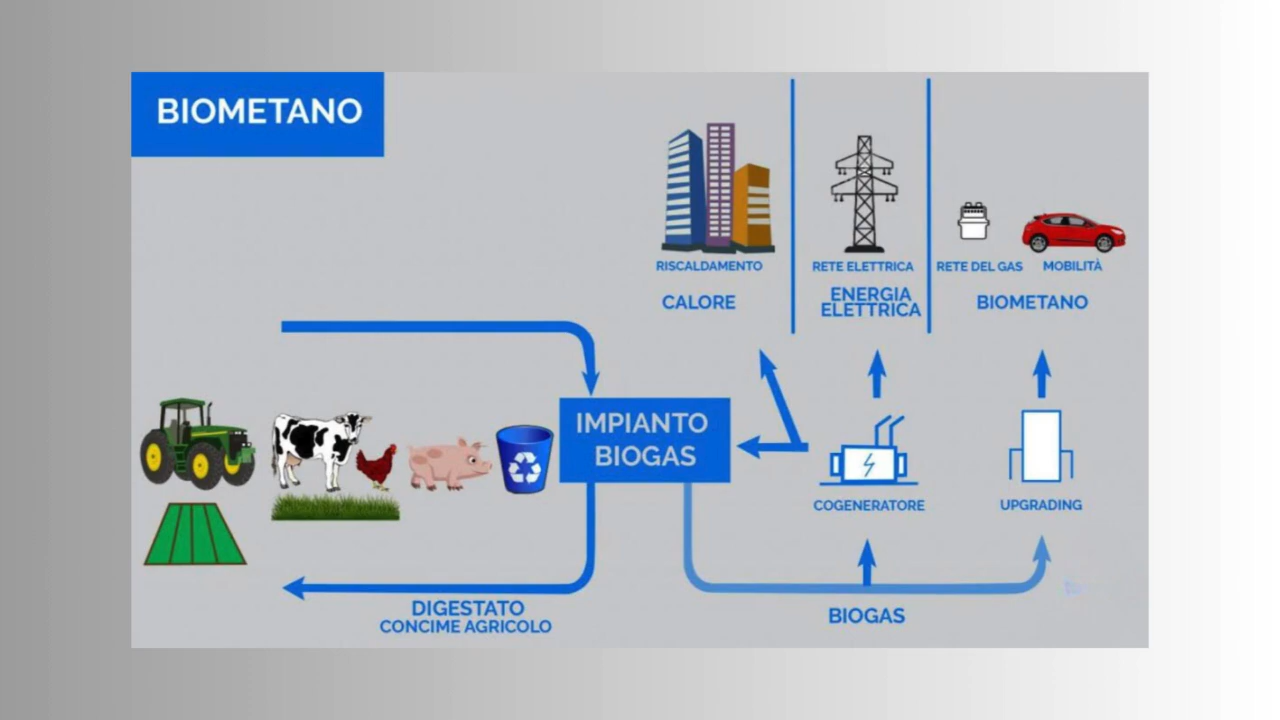 BIOMETANO
RISCALDAMENTO
CALORE
RETE ELETTRICA
ENERGIA
ELETTRICA
RETE DEL GAS
MOBILITÀ
BIOMETANO
IMPIANTO
BIOGAS
COGENERATORE
UPGRADING
DIGESTATO
CONCIME AGRICOLO
BIOGAS